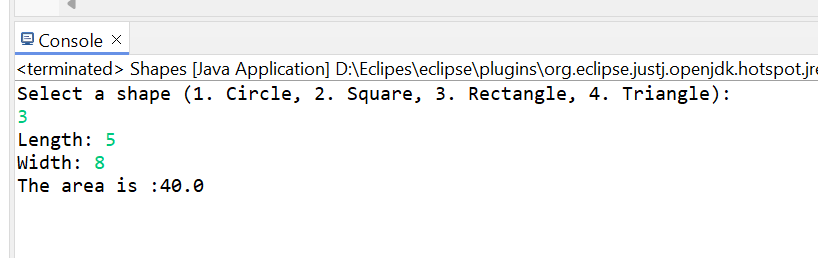 Console
<terminated> Shapes [Java Application] D:\Eclipes\eclipse\plugins\org.eclipse.justj.openjdk.hotspot.jre
Select a shape (1. Circle, 2. Square, 3. Rectangle, 4. Triangle):
3
Length: 5
Width: 8
The area is :40.0